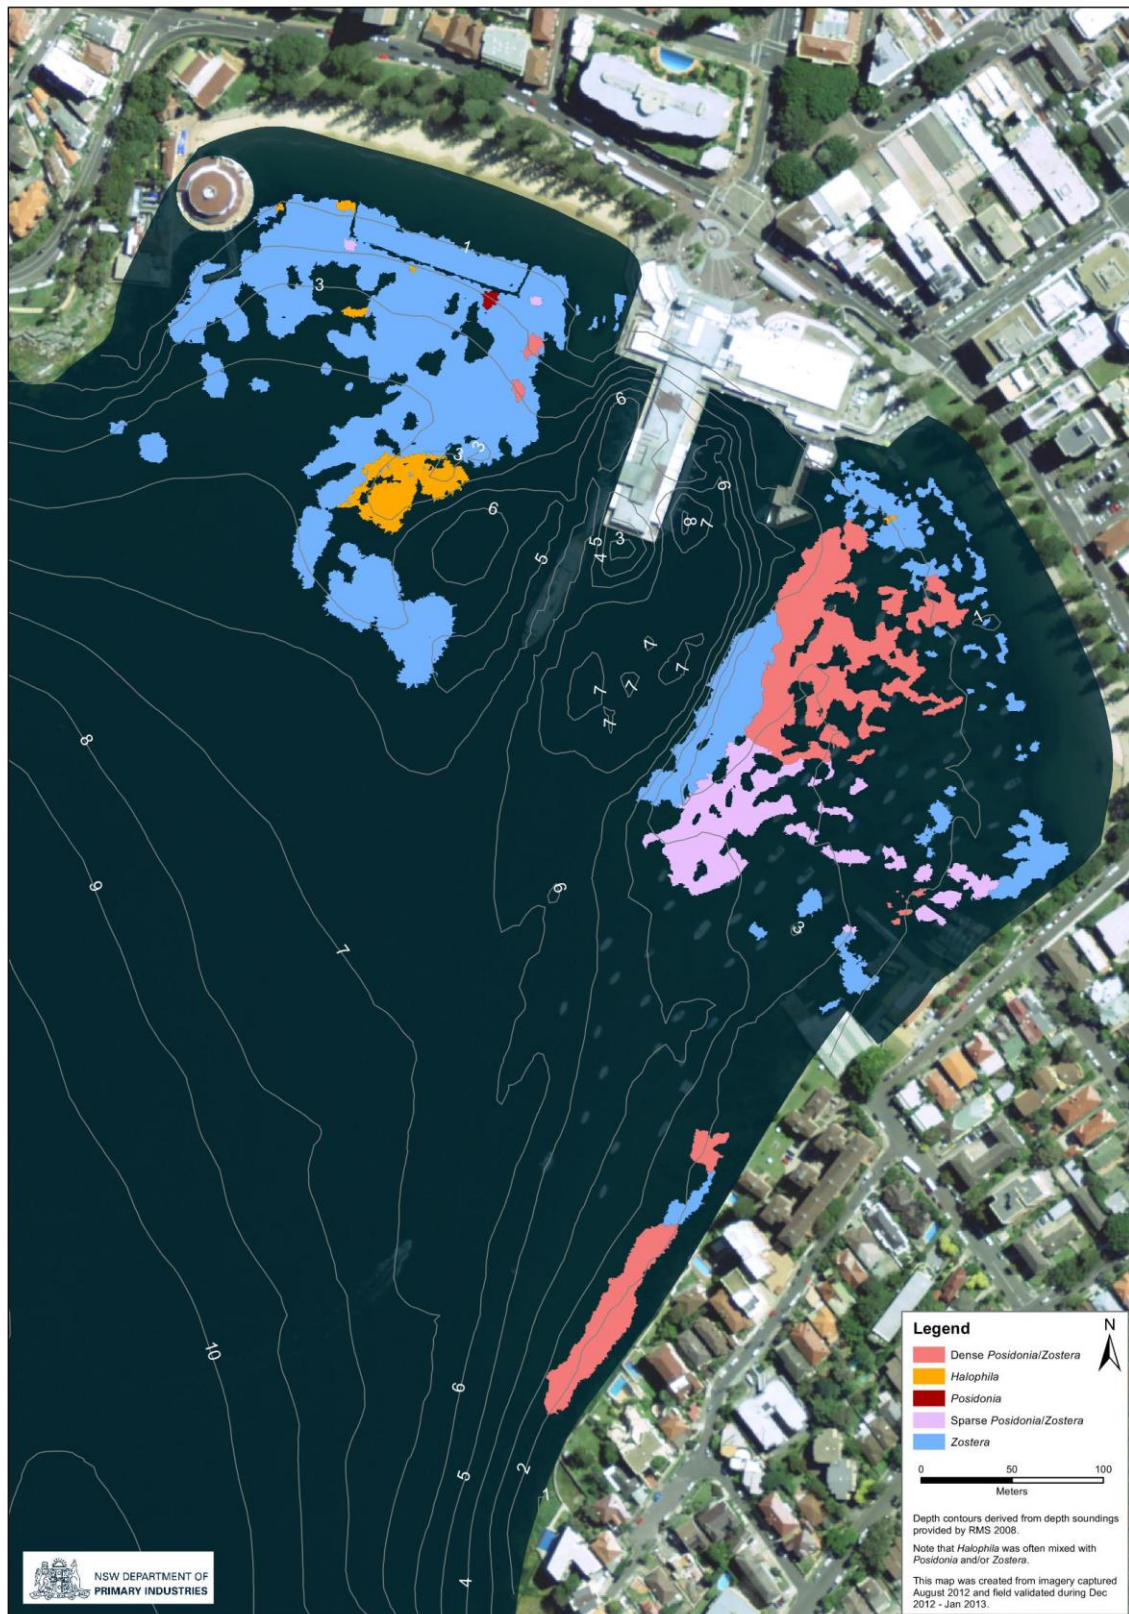 1
3
6
3
3
6
6
5
5
4
3
8
7
1
7
7
7
7
7
8
9
7
6
3
10
6
5
2
1
4
Legend
N
Dense Posidonia/Zostera
Halophila
Posidonia
Sparse Posidonia/Zostera
Zostera
0 50 100
Meters
Depth contours derived from depth soundings
provided by RMS 2008.
Note that Halophila was often mixed with
Posidonia and/or Zostera.
This map was created from imagery captured
August 2012 and field validated during Dec
2012 - Jan 2013.
NSW DEPARTMENT OF
PRIMARY INDUSTRIES